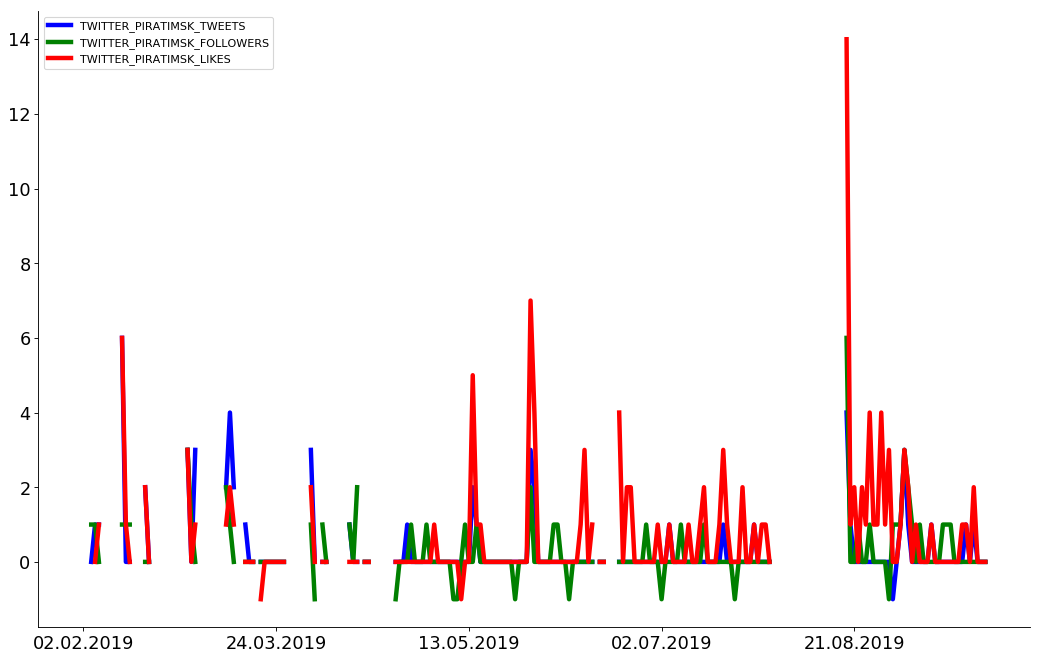 TWITTER_PIRATIMSK_TWEETS
TWITTER_PIRATIMSK_FOLLOWERS
TWITTER_PIRATIMSK_LIKES
14
12
10
8
6
4
2
0
02.02.2019 24.03.2019 13.05.2019 02.07.2019 21.08.2019